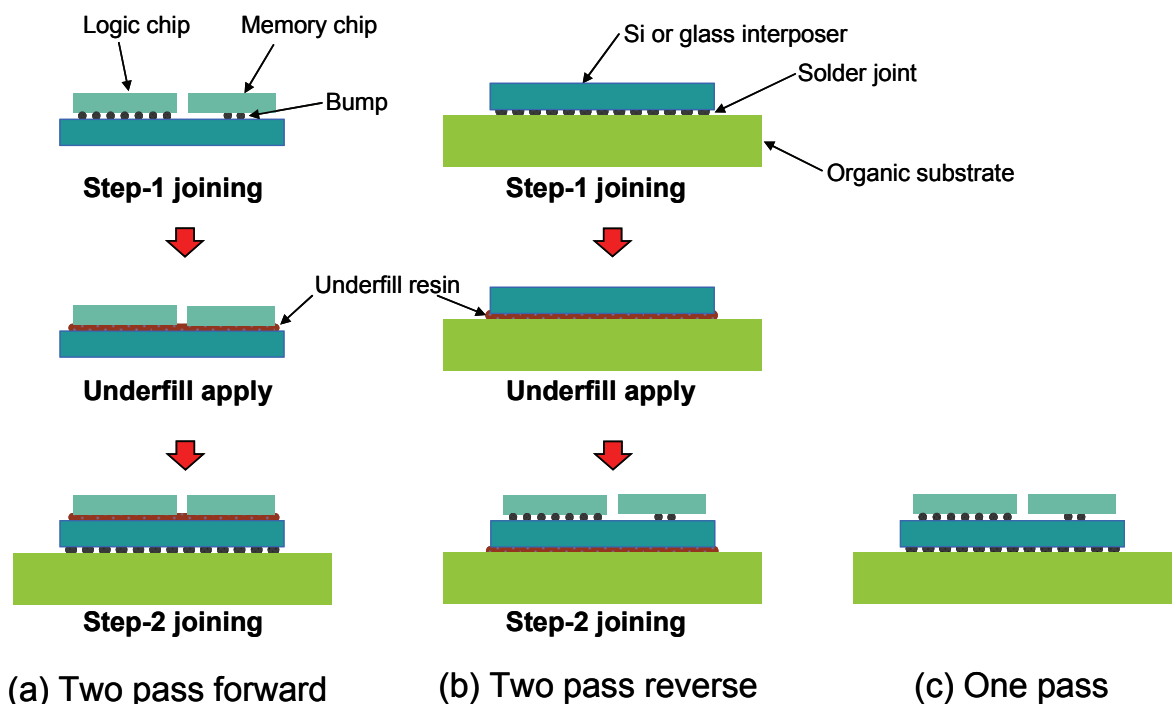 Logic chip
Memory chip
Bump
Step-1 joining
Underfill resin
Underfill apply
Step-2 joining
(a) Two pass forward
Si or glass interposer
Solder joint
Organic substrate
Step-1 joining
Underfill apply
Step-2 joining
(b) Two pass reverse
(c) One pass